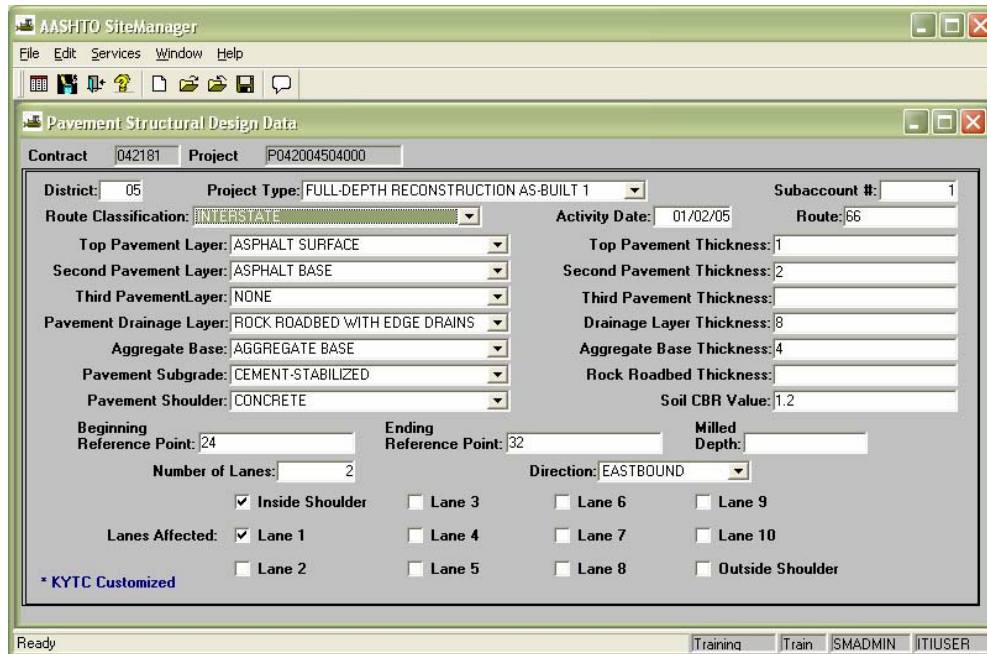 AASHTO SiteManager
File Edit Services Window Help
Pavement Structural Design Data
Contract 042181 Project P042004504000
District: 05 Project Type: FULL-DEPTH RECONSTRUCTION AS-BUILT 1 Subaccount #: 1
Route Classification: INTERSTATE Activity Date: 01/02/05 Route: 66
Top Pavement Layer: ASPHALT SURFACE Top Pavement Thickness: 1
Second Pavement Layer: ASPHALT BASE Second Pavement Thickness: 2
Third PavementLayer: NONE Third Pavement Thickness:
Pavement Drainage Layer: ROCK ROADBED WITH EDGE DRAINS Drainage Layer Thickness: 8
Aggregate Base: AGGREGATE BASE Aggregate Base Thickness: 4
Pavement Subgrade: CEMENT-STABILIZED Rock Roadbed Thickness:
Pavement Shoulder: CONCRETE Soil CBR Value: 1.2
Beginning Ending Milled
Reference Point: 24 Reference Point: 32 Depth:
Number of Lanes: 2 Direction: EASTBOUND
Inside Shoulder Lane 3 Lane 6 Lane 9
Lanes Affected: Lane 1 Lane 4 Lane 7 Lane 10
Lane 2 Lane 5 Lane 8 Outside Shoulder
* KYTC Customized
Ready Training Train SMADMIN ITIUSER